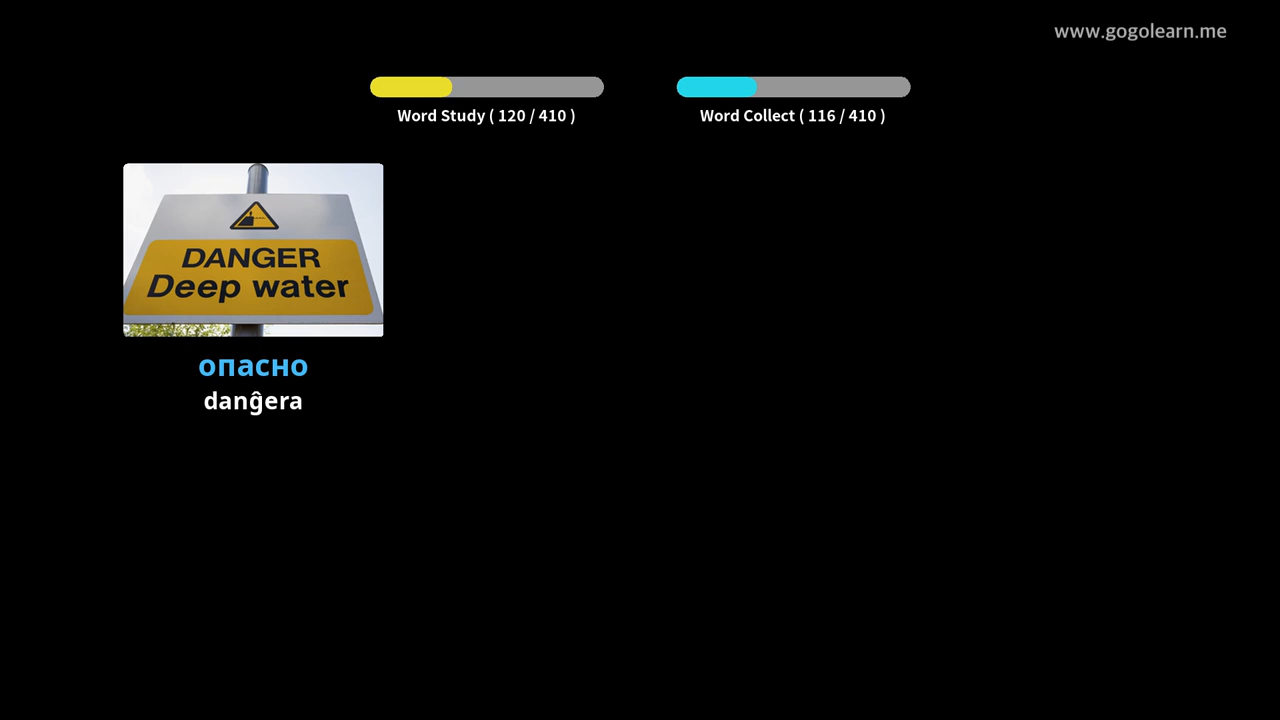 www.gogolearn.me
Word Study ( 120 / 410 )
Word Collect ( 116 / 410 )
DANGER
Deep water
опасно
danĝera